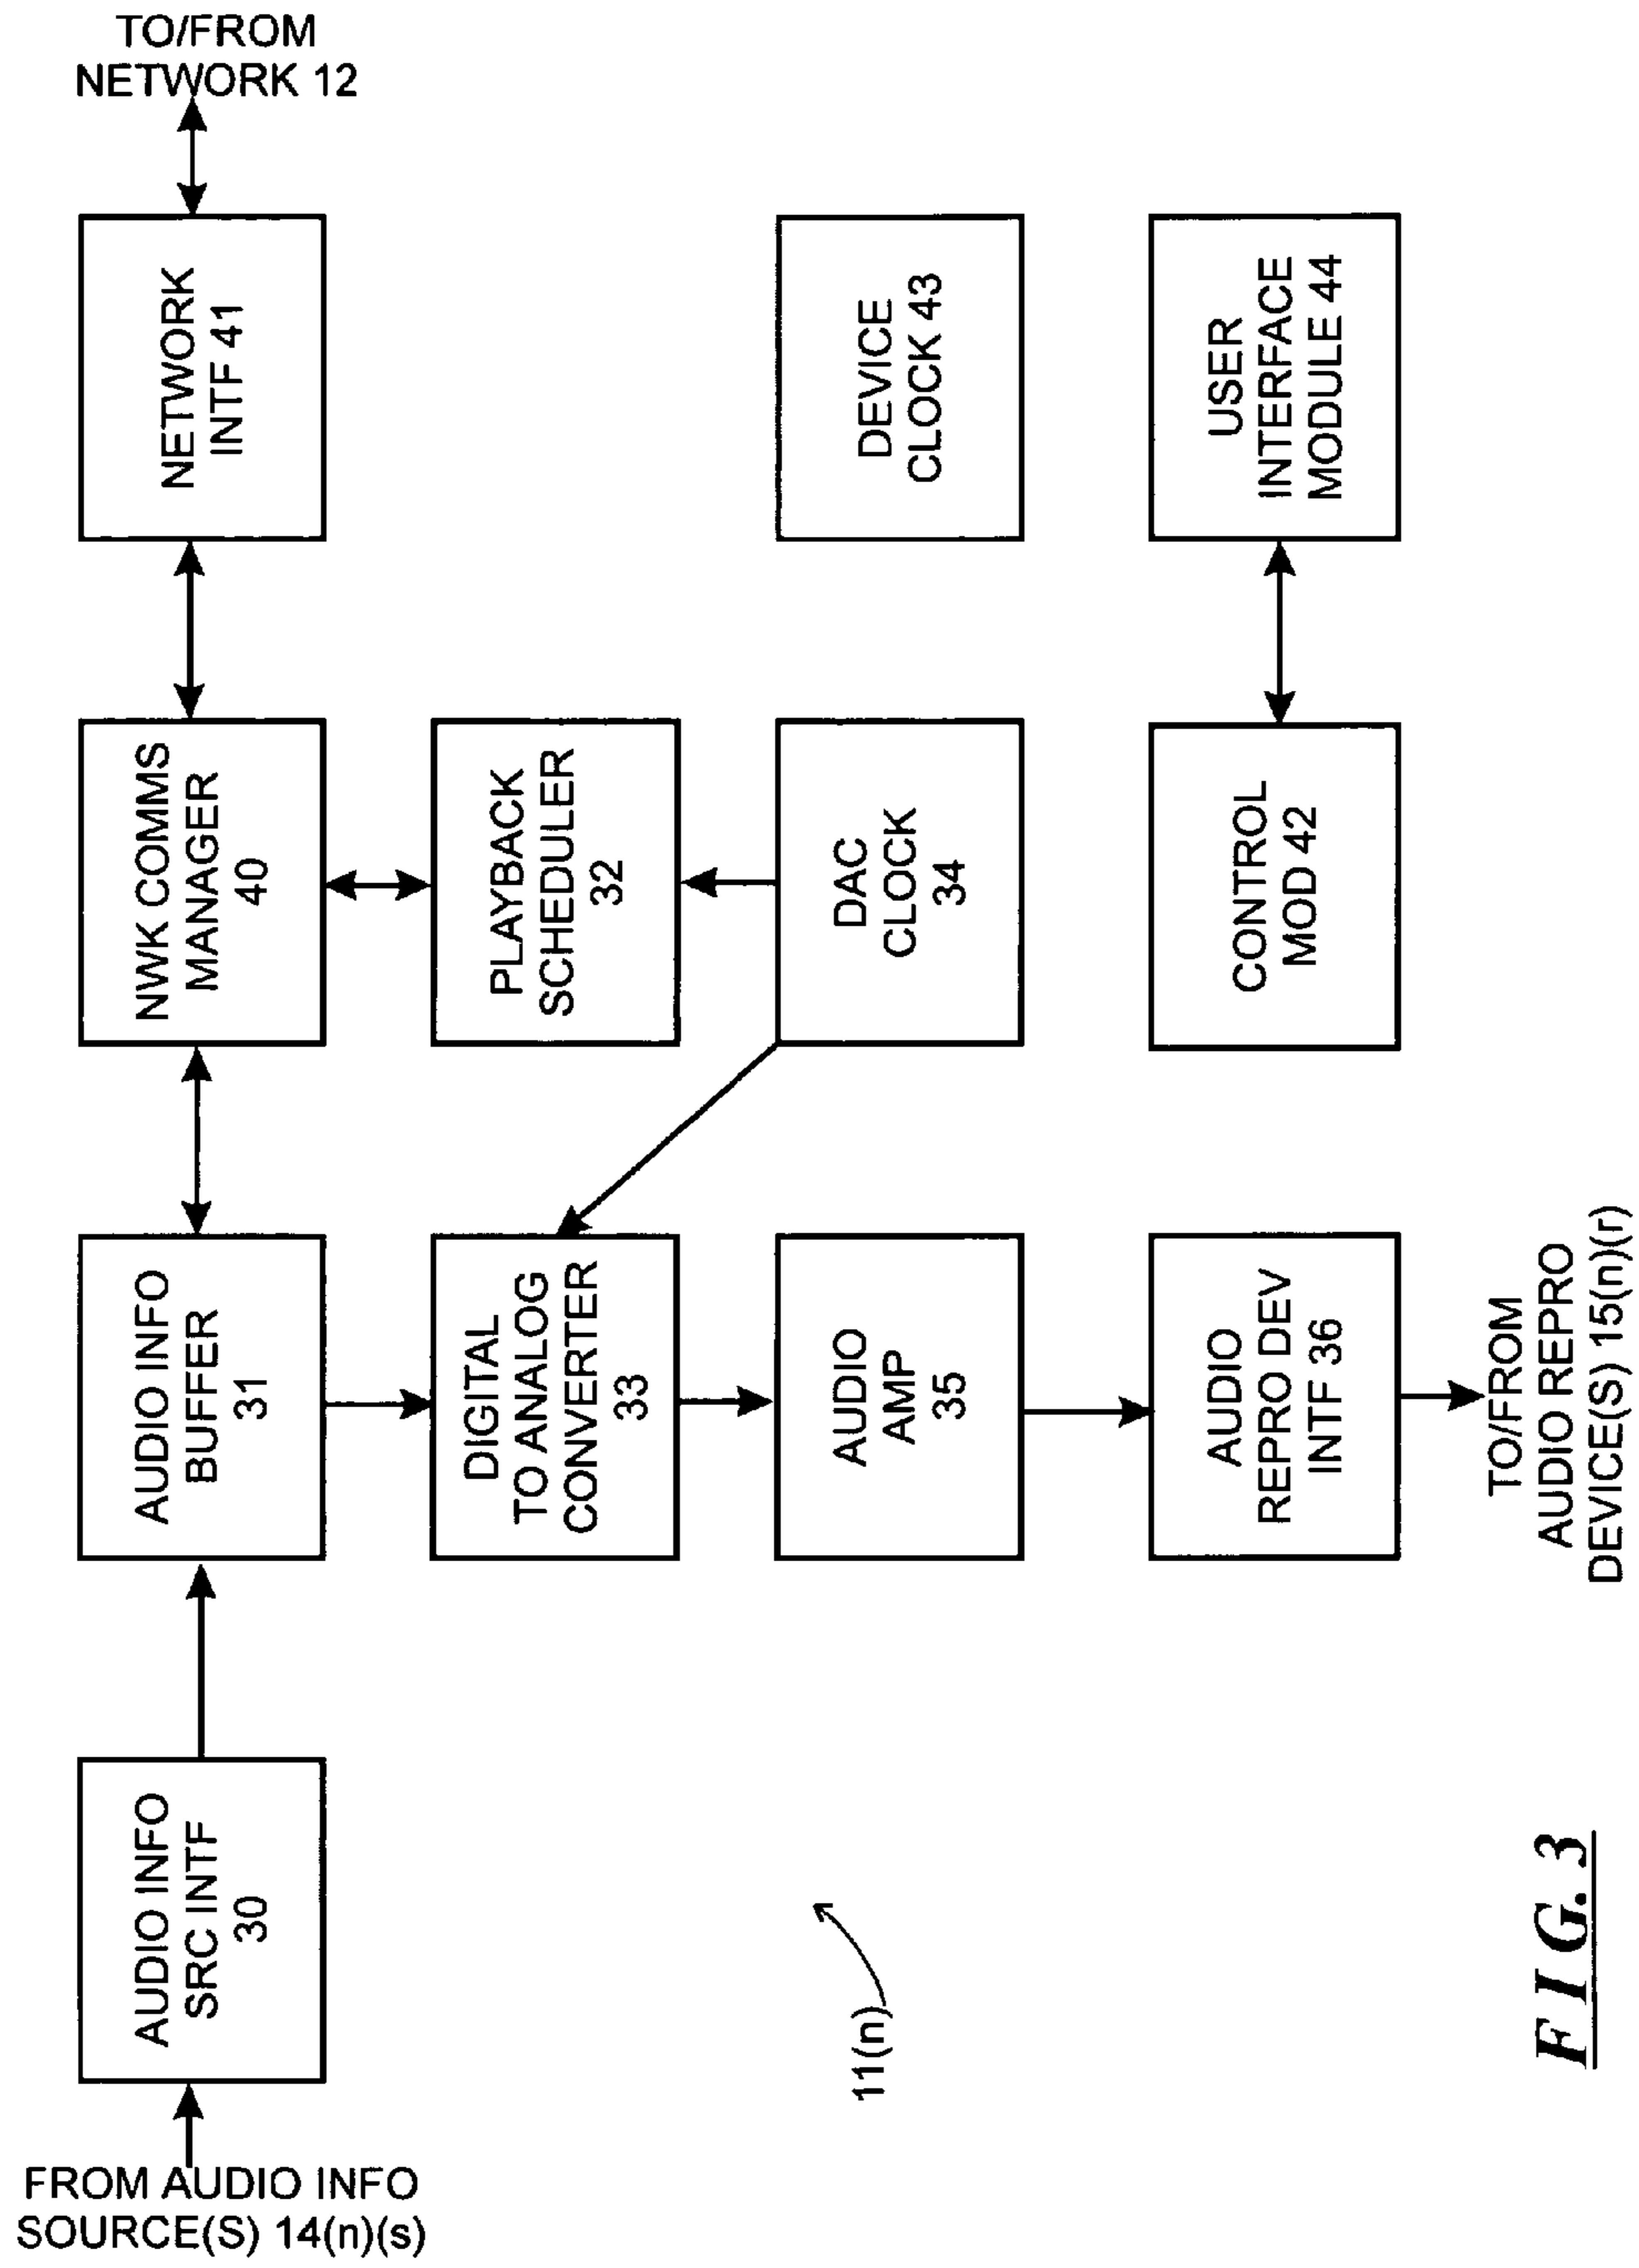 TO/FROM
NETWORK 12
FROM AUDIO INFO
SOURCE(S) 14(n)(s)
AUDIO INFO
SRC INTF
30
AUDIO INFO
BUFFER
31
NWK COMMS
MANAGER
40
NETWORK
INTF 41
DIGITAL
TO ANALOG
CONVERTER
33
PLAYBACK
SCHEDULER
32
AUDIO
AMP
35
DAC
CLOCK
34
DEVICE
CLOCK 43
AUDIO
REPRO DEV
INTF 36
CONTROL
MOD 42
USER
INTERFACE
MODULE 44
TO/FROM
AUDIO REPRO
DEVICE(S) 15(n)(r)
11(n)
FIG. 3